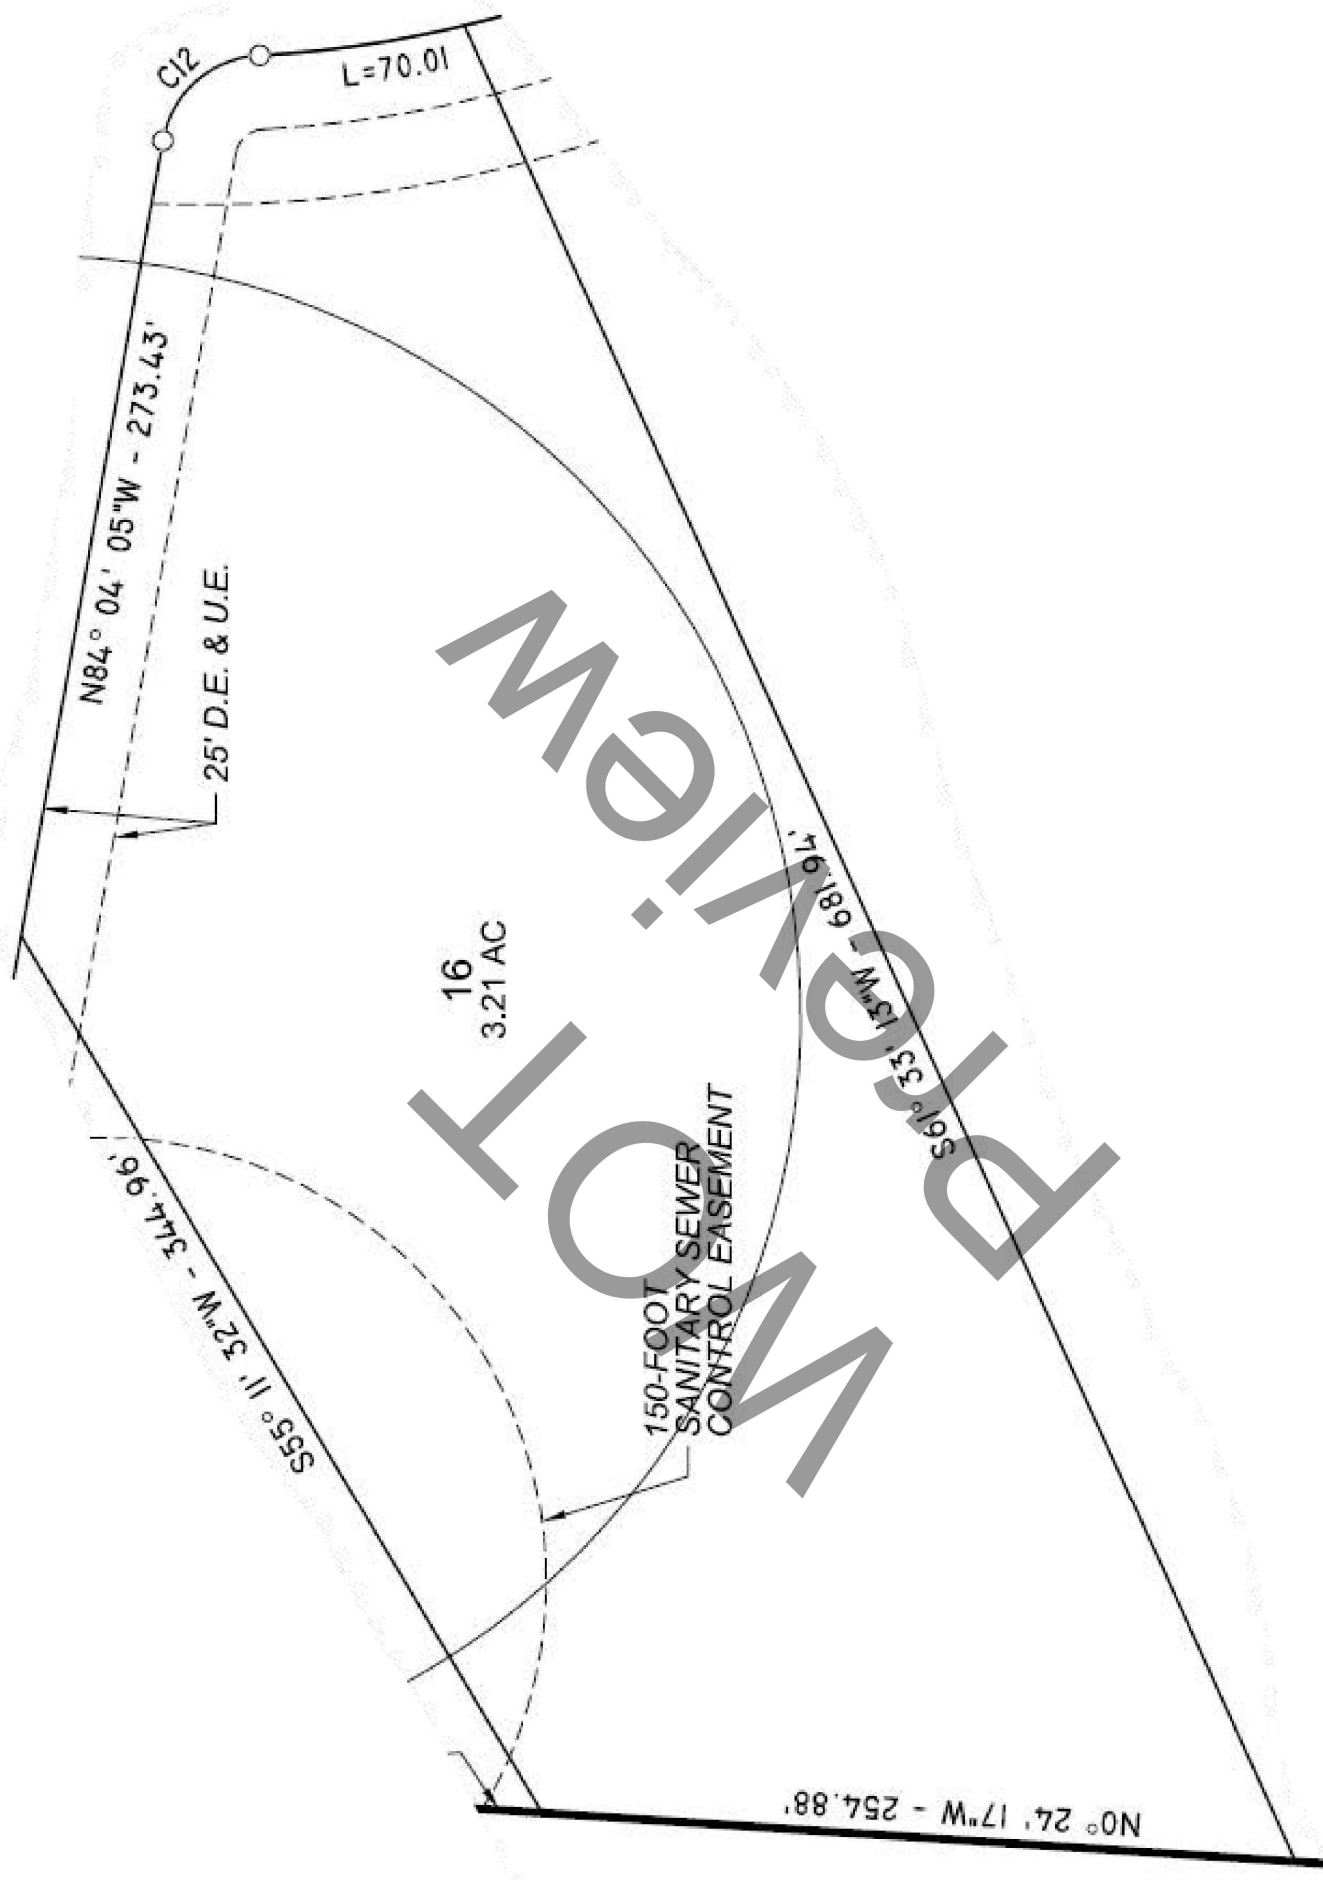 C12
L=70.01
N84° 04' 05"W - 273.43'
25' D.E. & U.E.
16
3.21 AC
S61° 33' 13"W - 681.94'
S55° 11' 32"W - 344.96'
150-FOOT
SANITARY SEWER
CONTROL EASEMENT
N0° 24' 17"W - 254.88'
WOT
Preview